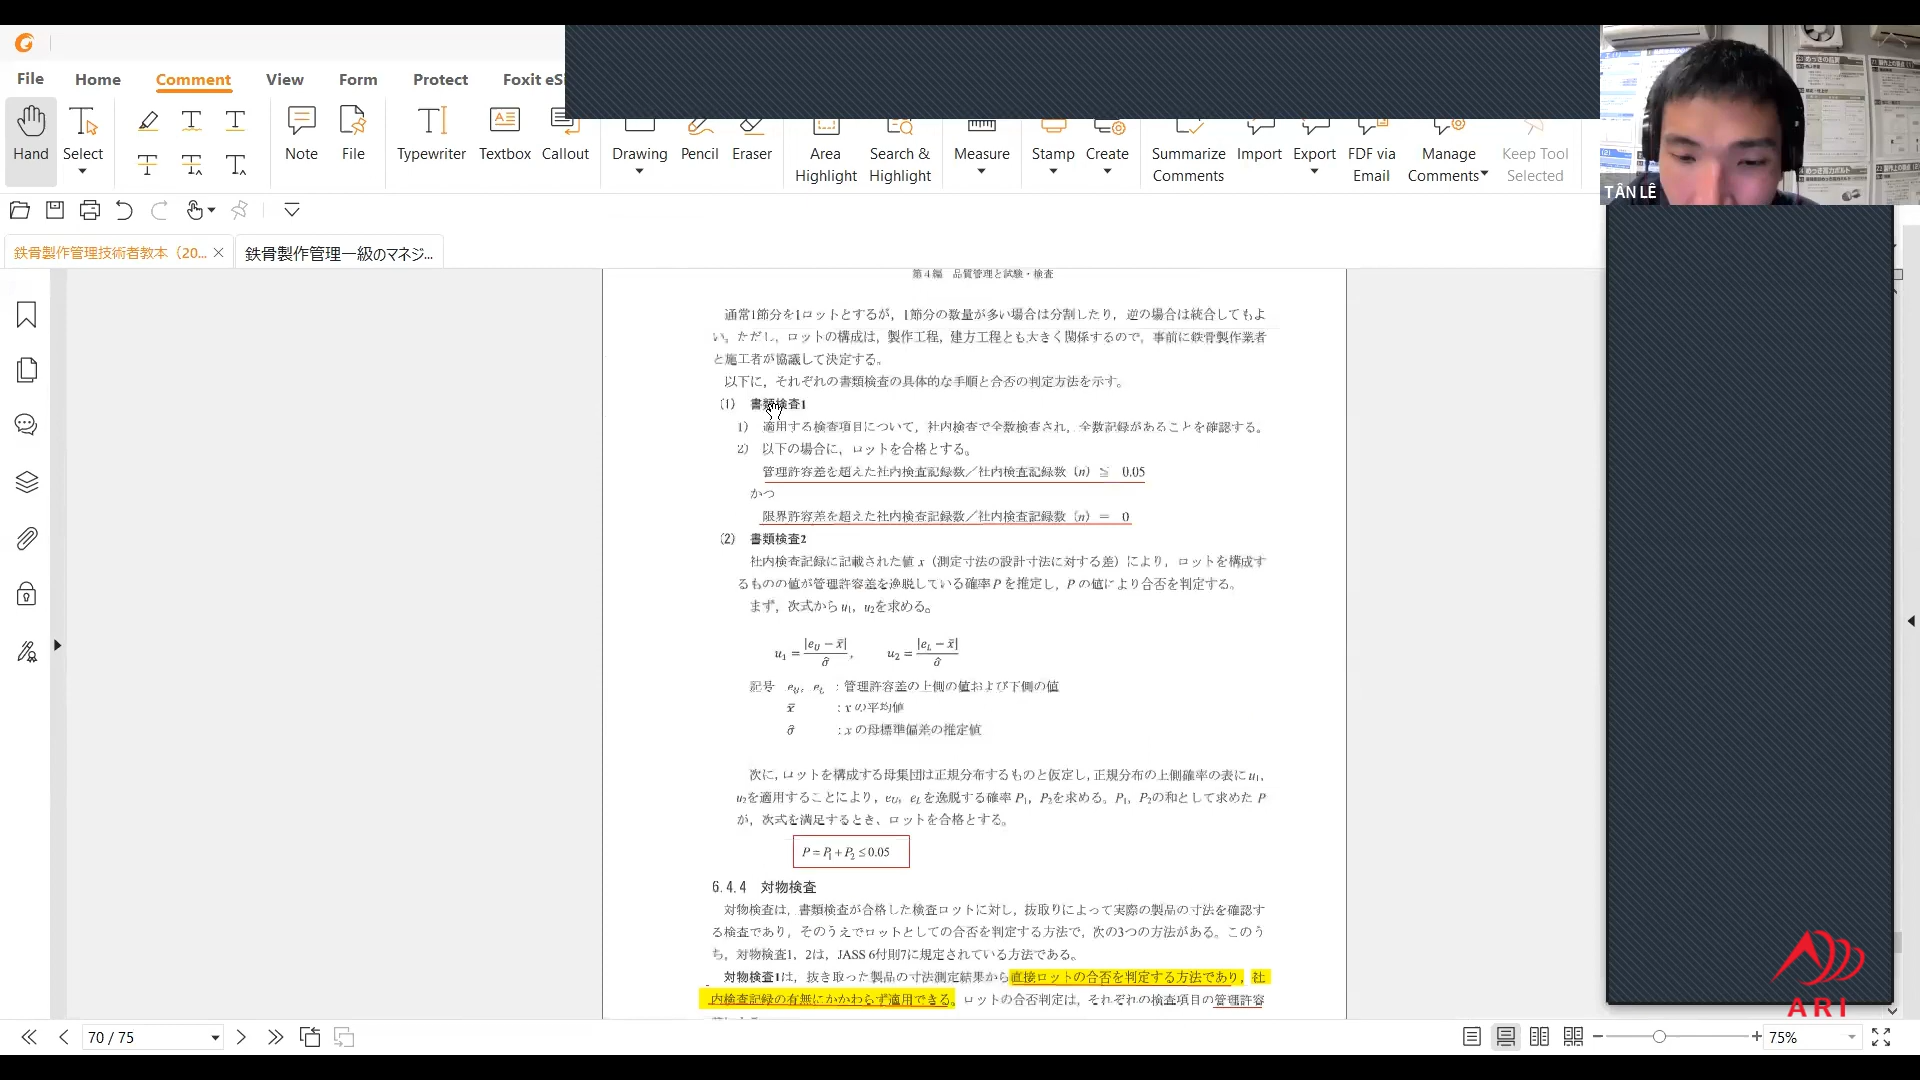 File Home Comment View Form Protect Foxit eSi
Hand Select Note File Typewriter Textbox Callout Drawing Pencil Eraser Area Highlight Search & Highlight Measure Stamp Create Summarize Comments Import Export FDF via Email Manage Comments Keep Tool Selected
TÂN LÊ
鉄骨製作管理技術者教本（20... 鉄骨製作管理一級のマネジ...
第4編 品質管理と試験・検査
通常1節分を1ロットとするが，1節分の数量が多い場合は分割したり，逆の場合は統合してもよ
い。ただし，ロットの構成は，製作工程，建方工程とも大きく関係するので，事前に鉄骨製作業者
と施工者が協議して決定する。
以下に，それぞれの書類検査の具体的な手順と合否の判定方法を示す。
(1) 書類検査1
1) 適用する検査項目について，社内検査で全数検査され，全数記録があることを確認する。
2) 以下の場合に，ロットを合格とする。
管理許容差を超えた社内検査記録数／社内検査記録数（n）≦ 0.05
かつ
限界許容差を超えた社内検査記録数／社内検査記録数（n）＝ 0
(2) 書類検査2
社内検査記録に記載された値 x（測定寸法の設計寸法に対する差）により，ロットを構成す
るものの値が管理許容差を逸脱している確率 P を推定し，P の値により合否を判定する。
まず，次式から u₁，u₂を求める。
u₁ = |e_U − x̄| / σ̂ , u₂ = |e_L − x̄| / σ̂
記号 e_U，e_L ：管理許容差の上側の値および下側の値
x̄ ：x の平均値
σ̂ ：x の母標準偏差の推定値
次に，ロットを構成する母集団は正規分布するものと仮定し，正規分布の上側確率の表に u₁，
u₂を適用することにより，e_U，e_L を逸脱する確率 P₁，P₂を求める。P₁，P₂の和として求めた P
が，次式を満足するとき，ロットを合格とする。
P = P₁ + P₂ ≤ 0.05
6.4.4 対物検査
対物検査は，書類検査が合格した検査ロットに対し，抜取りによって実際の製品の寸法を確認す
る検査であり，そのうえでロットとしての合否を判定する方法で，次の3つの方法がある。このう
ち，対物検査1，2は，JASS 6付則7に規定されている方法である。
対物検査1は，抜き取った製品の寸法測定結果から直接ロットの合否を判定する方法であり，社
内検査記録の有無にかかわらず適用できる。ロットの合否判定は，それぞれの検査項目の管理許容
ARI
70 / 75 75%